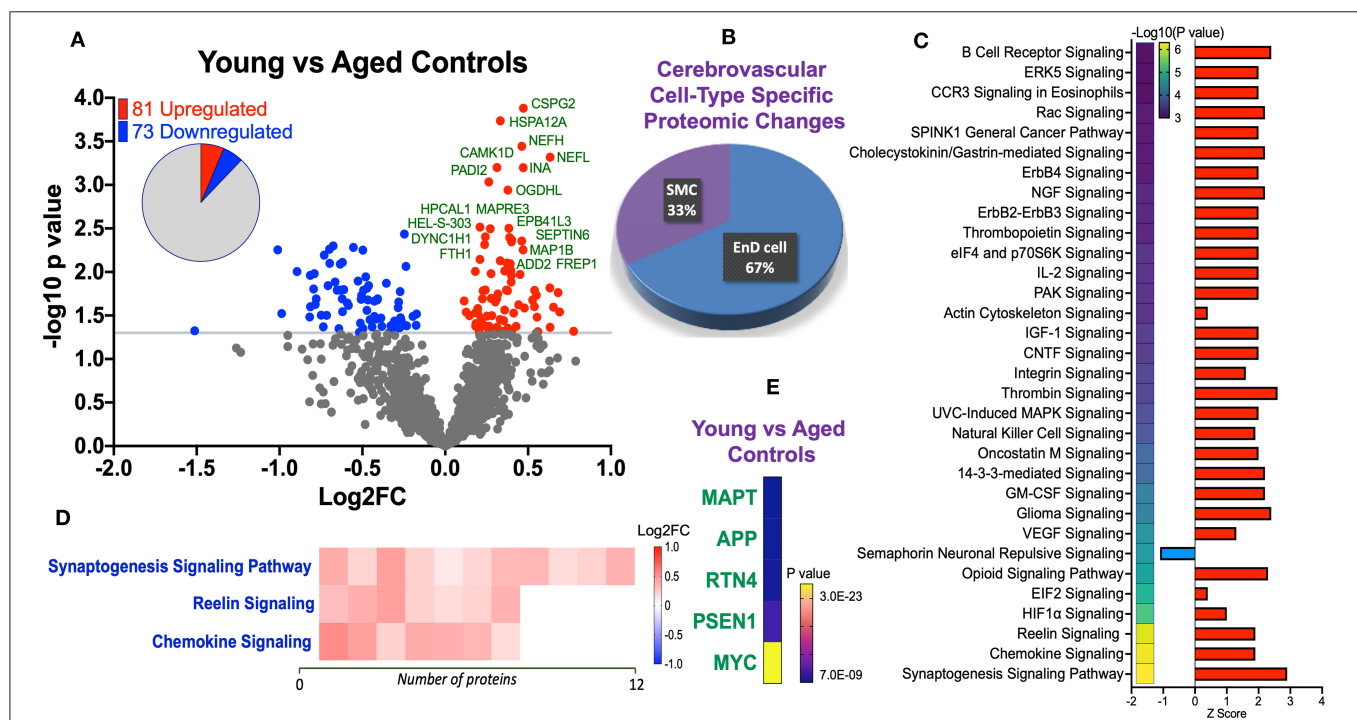 A
Young vs Aged Controls
81 Upregulated
73 Downregulated
-log10 p value
4.0
3.5
3.0
2.5
2.0
1.5
1.0
0.5
0.0
-2.0
-1.5
-1.0
-0.5
0.0
0.5
1.0
Log2FC
CSPG2
HSPA12A
NEFH
CAMK1D
NEFL
PADI2
INA
OGDHL
HPCAL1 MAPRE3
HEL-S-303
EPB41L3
DYNC1H1
SEPTIN6
FTH1
MAP1B
ADD2 FREP1
B
Cerebrovascular
Cell-Type Specific
Proteomic Changes
SMC
33%
EnD cell
67%
C
-Log10(P value)
6
5
4
3
B Cell Receptor Signaling
ERK5 Signaling
CCR3 Signaling in Eosinophils
Rac Signaling
SPINK1 General Cancer Pathway
Cholecystokinin/Gastrin-mediated Signaling
ErbB4 Signaling
NGF Signaling
ErbB2-ErbB3 Signaling
Thrombopoietin Signaling
eIF4 and p70S6K Signaling
IL-2 Signaling
PAK Signaling
Actin Cytoskeleton Signaling
IGF-1 Signaling
CNTF Signaling
Integrin Signaling
Thrombin Signaling
UVC-Induced MAPK Signaling
Natural Killer Cell Signaling
Oncostatin M Signaling
14-3-3-mediated Signaling
GM-CSF Signaling
Glioma Signaling
VEGF Signaling
Semaphorin Neuronal Repulsive Signaling
Opioid Signaling Pathway
EIF2 Signaling
HIF1α Signaling
Reelin Signaling
Chemokine Signaling
Synaptogenesis Signaling Pathway
-2
-1
0
1
2
3
4
Z Score
D
Synaptogenesis Signaling Pathway
Reelin Signaling
Chemokine Signaling
Log2FC
1.0
0.5
0
-0.5
-1.0
0
Number of proteins
12
E
Young vs Aged
Controls
MAPT
APP
RTN4
PSEN1
MYC
P value
3.0E-23
7.0E-09